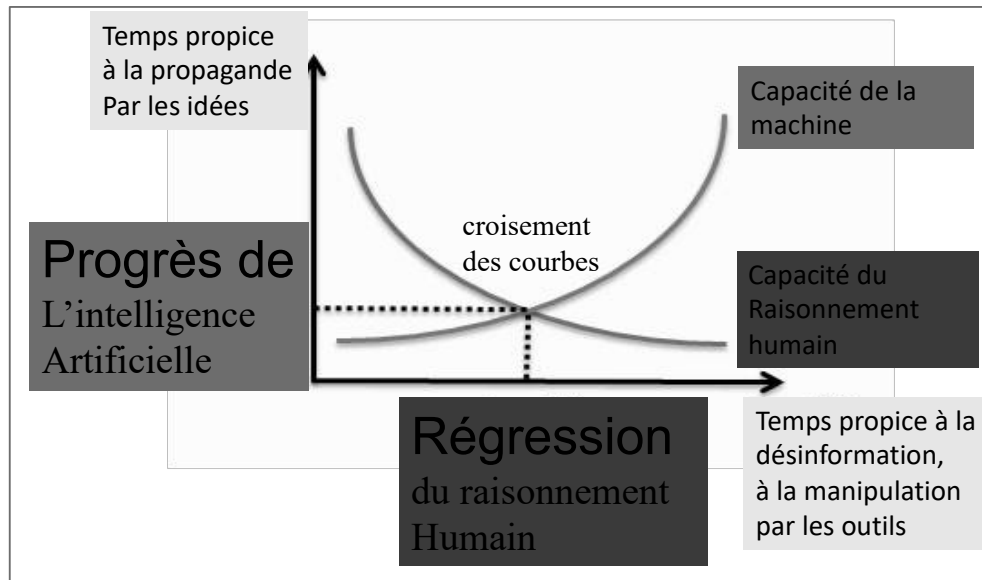 Temps propice
à la propagande
Par les idées
Capacité de la
machine
croisement
des courbes
Progrès de
L’intelligence
Artificielle
Capacité du
Raisonnement
humain
Régression
du raisonnement
Humain
Temps propice à la
désinformation,
à la manipulation
par les outils